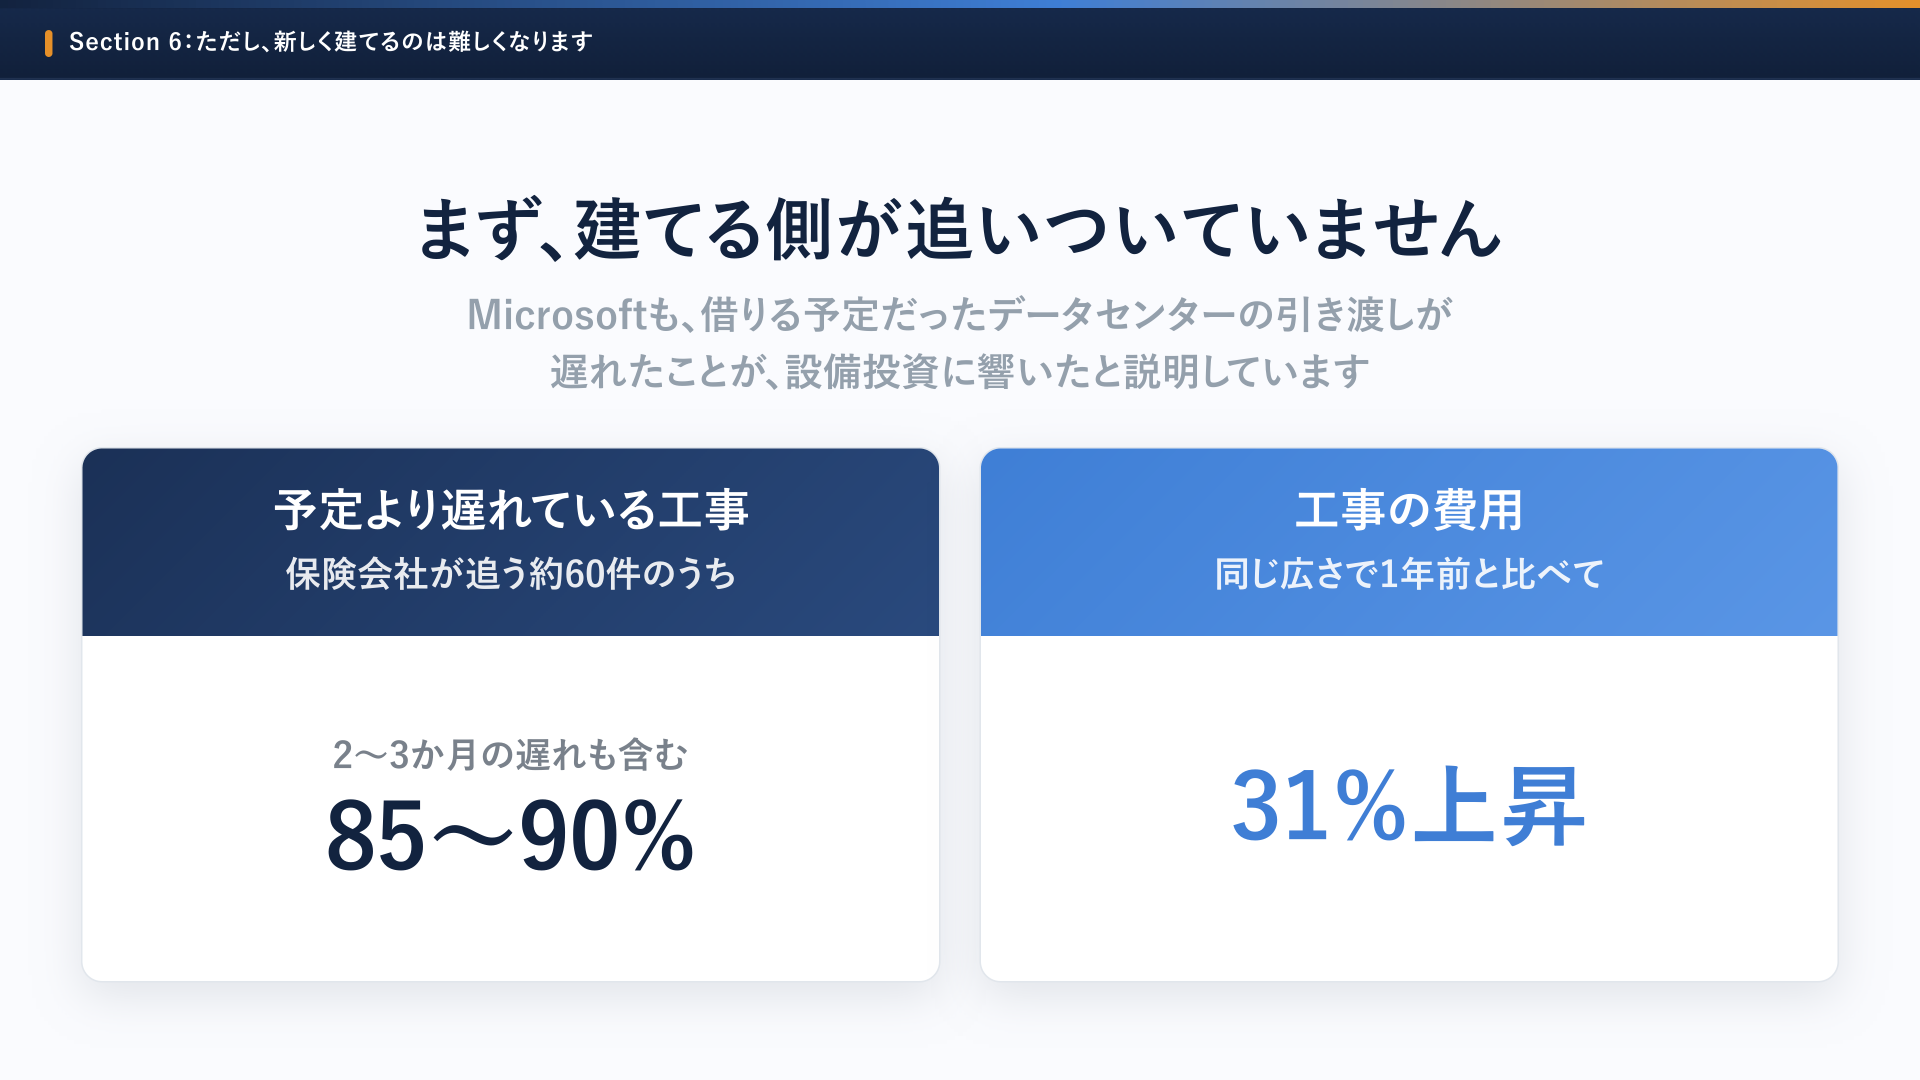 Section 6：ただし、新しく建てるのは難しくなります
まず、建てる側が追いついていません
Microsoftも、借りる予定だったデータセンターの引き渡しが
遅れたことが、設備投資に響いたと説明しています
予定より遅れている工事
保険会社が追う約60件のうち
2〜3か月の遅れも含む
85〜90%
工事の費用
同じ広さで1年前と比べて
31%上昇